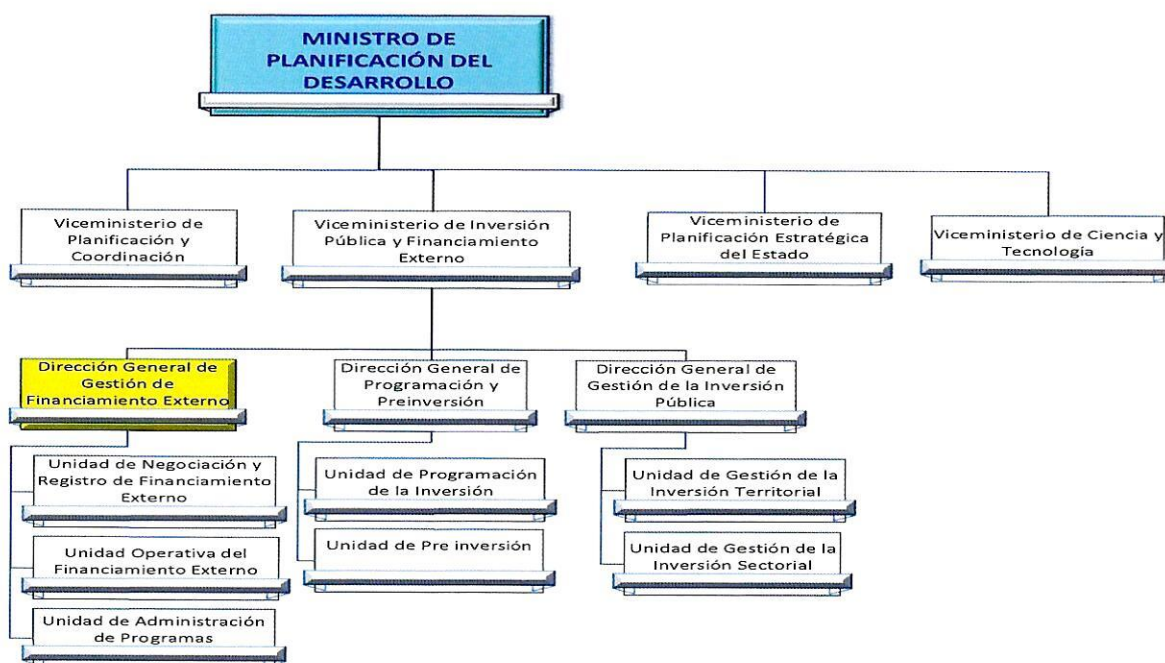 MINISTRO DE
PLANIFICACIÓN DEL
DESARROLLO
Viceministerio de
Planificación y
Coordinación
Viceministerio de Inversión
Pública y Financiamiento
Externo
Viceministerio de
Planificación Estratégica
del Estado
Viceministerio de Ciencia y
Tecnología
Dirección General de
Gestión de
Financiamiento Externo
Dirección General de
Programación y
Preinversión
Dirección General de
Gestión de la Inversión
Pública
Unidad de Negociación y
Registro de Financiamiento
Externo
Unidad de Programación
de la Inversión
Unidad de Gestión de la
Inversión Territorial
Unidad Operativa del
Financiamiento Externo
Unidad de Pre inversión
Unidad de Gestión de la
Inversión Sectorial
Unidad de Administración
de Programas